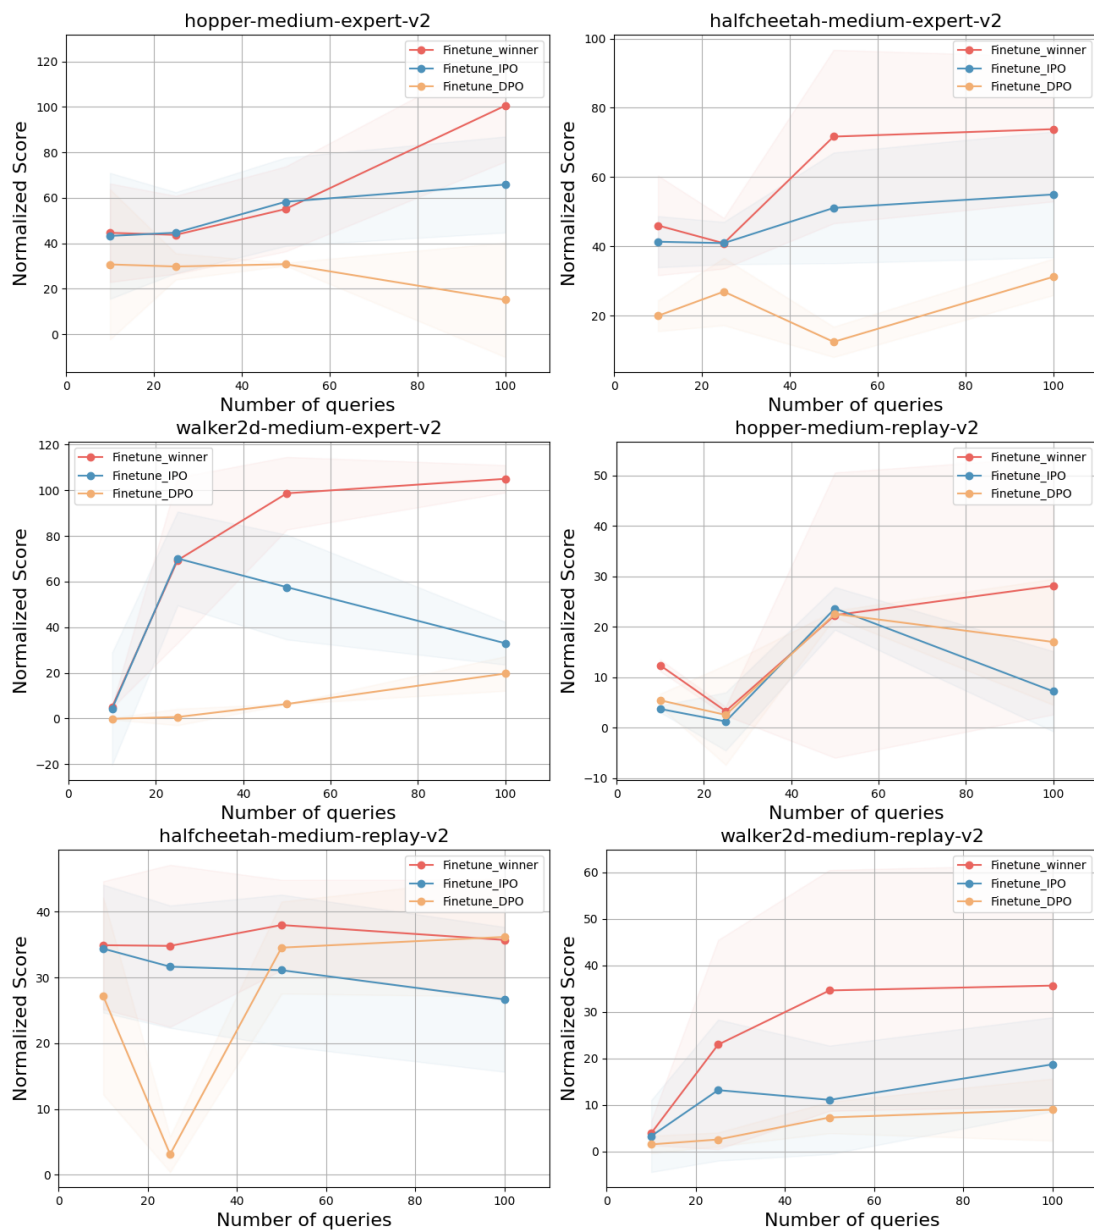 hopper-medium-expert-v2
Normalized Score
120
100
80
60
40
20
0
Finetune_winner
Finetune_IPO
Finetune_DPO
0 20 40 60 80 100
Number of queries
halfcheetah-medium-expert-v2
Normalized Score
100
80
60
40
20
Finetune_winner
Finetune_IPO
Finetune_DPO
0 20 40 60 80 100
Number of queries
walker2d-medium-expert-v2
Normalized Score
120
100
80
60
40
20
0
−20
Finetune_winner
Finetune_IPO
Finetune_DPO
0 20 40 60 80 100
Number of queries
hopper-medium-replay-v2
Normalized Score
50
40
30
20
10
0
−10
Finetune_winner
Finetune_IPO
Finetune_DPO
0 20 40 60 80 100
Number of queries
halfcheetah-medium-replay-v2
Normalized Score
40
30
20
10
0
Finetune_winner
Finetune_IPO
Finetune_DPO
0 20 40 60 80 100
Number of queries
walker2d-medium-replay-v2
Normalized Score
60
50
40
30
20
10
0
Finetune_winner
Finetune_IPO
Finetune_DPO
0 20 40 60 80 100
Number of queries